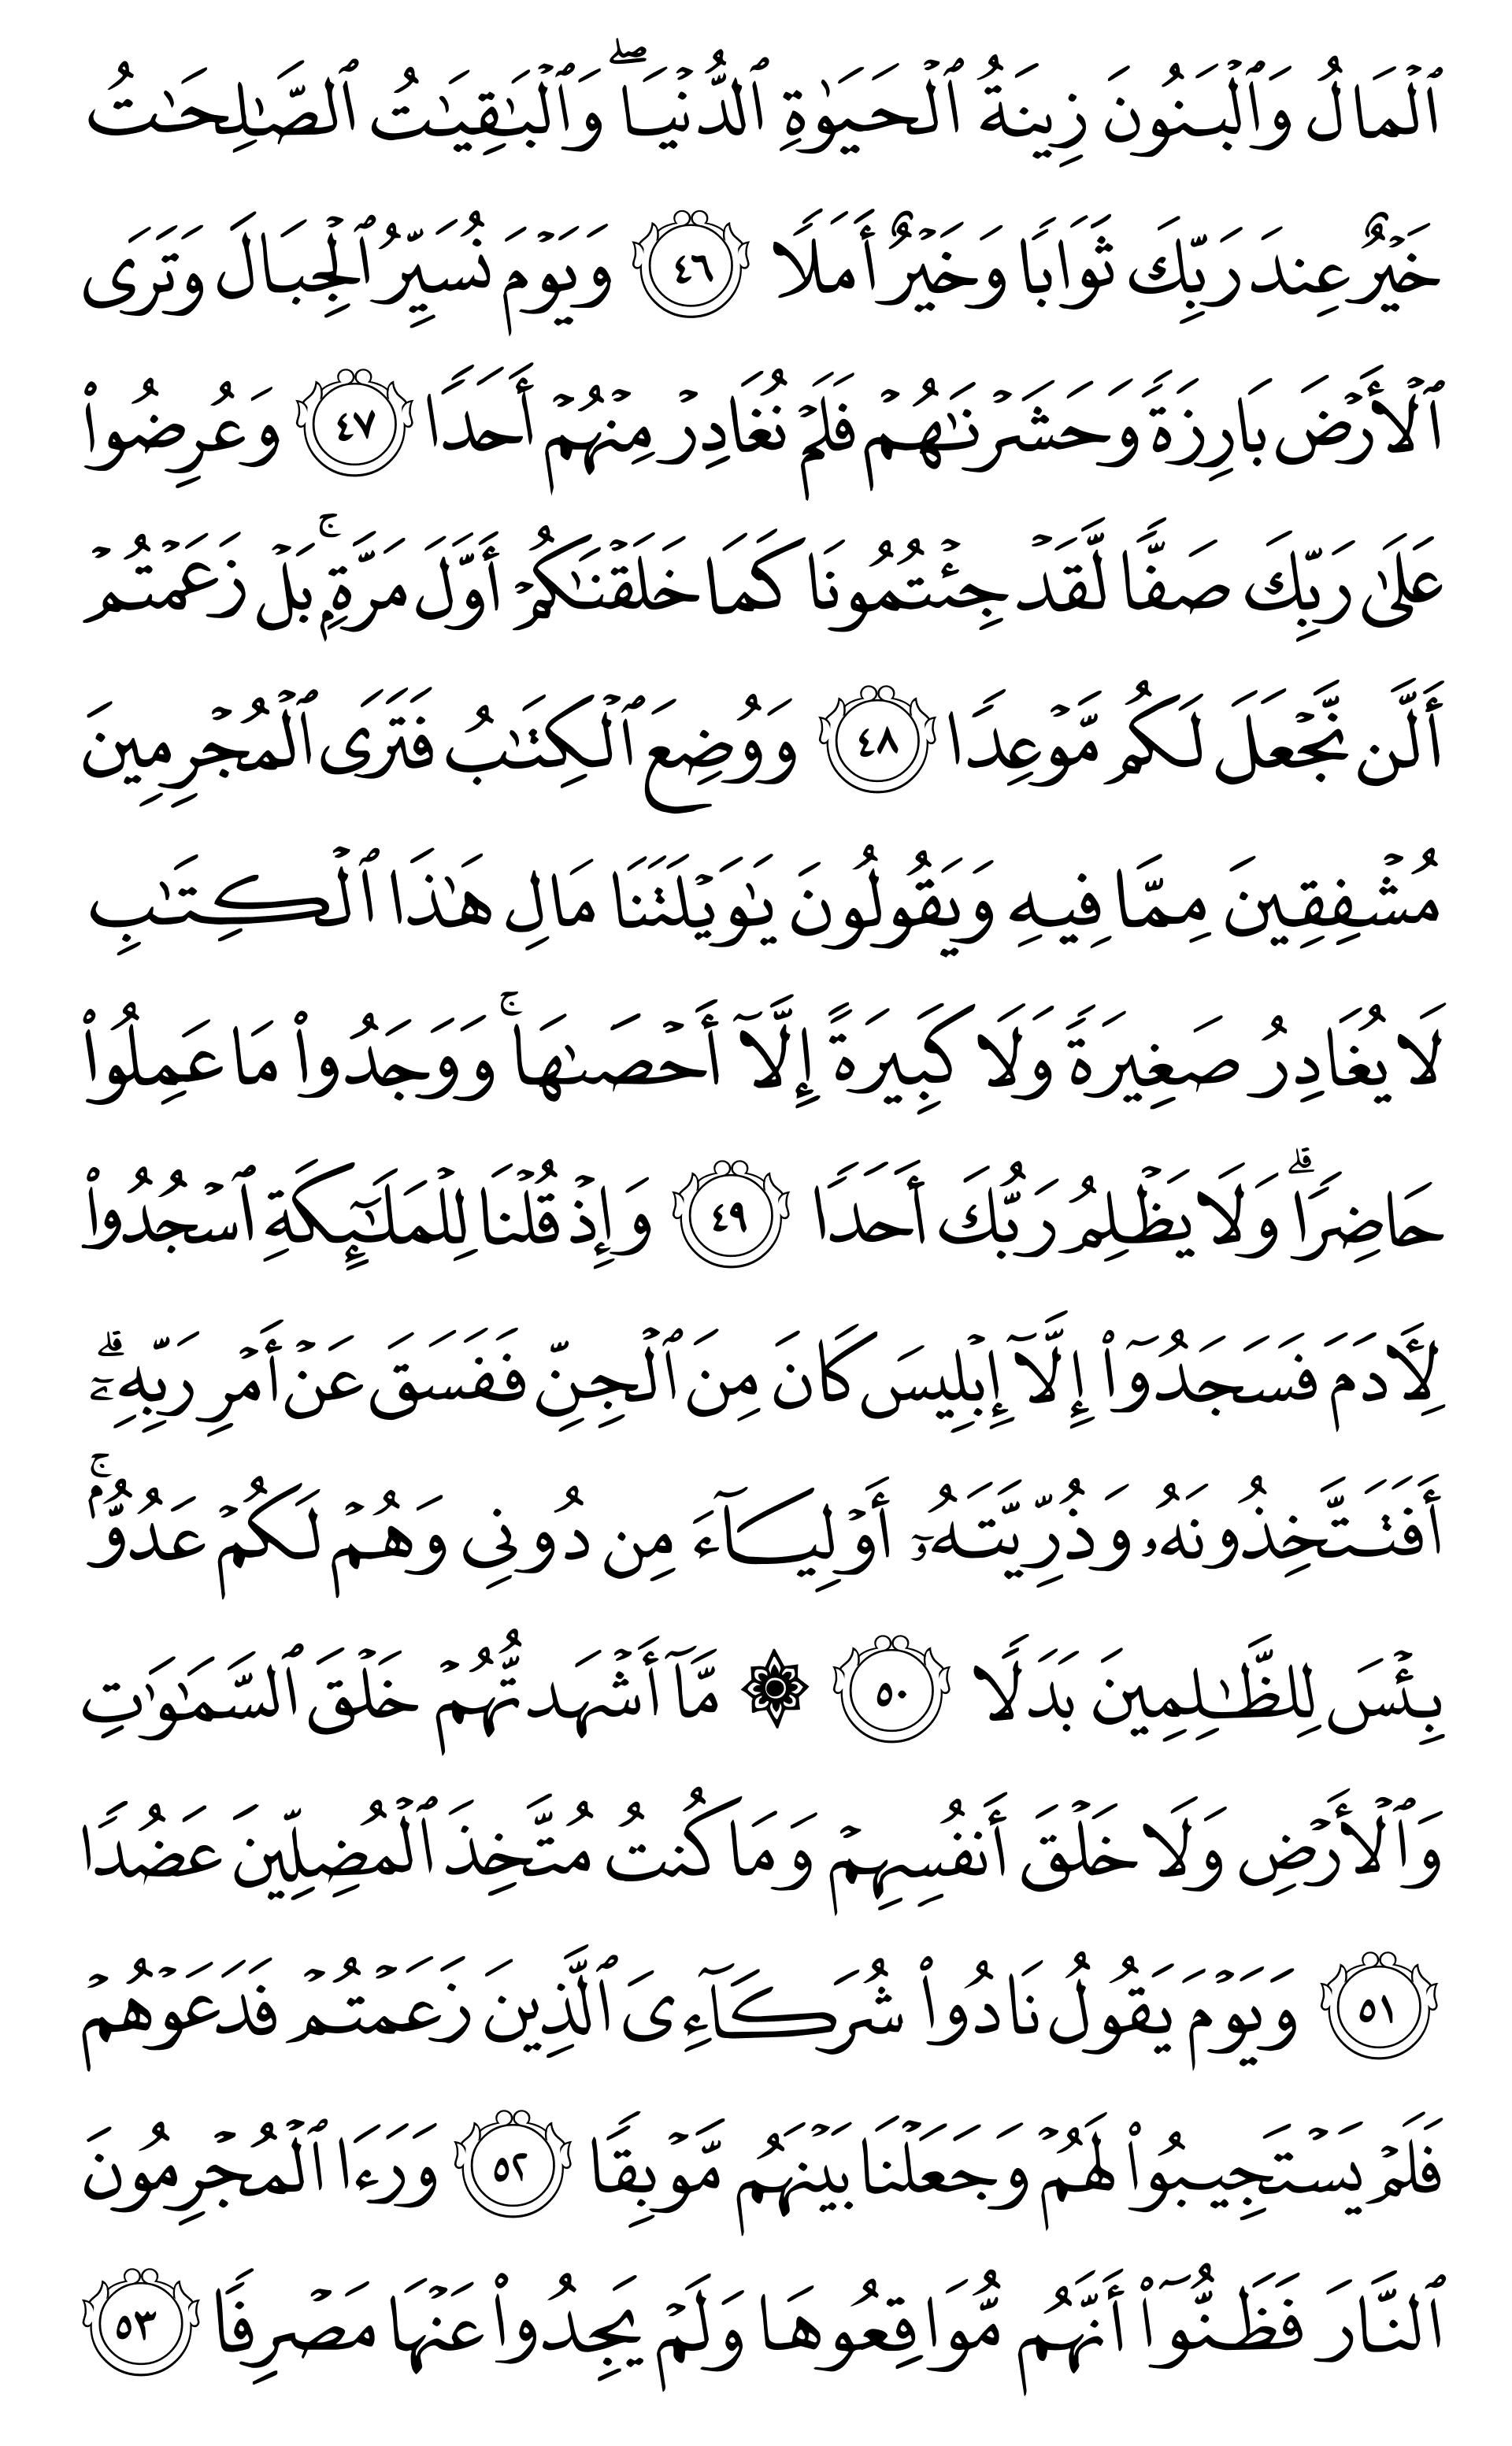 ٱلْمَالُ وَٱلْبَنُونَ زِينَةُ ٱلْحَيَوٰةِ ٱلدُّنْيَا ۖ وَٱلْبَـٰقِيَـٰتُ ٱلصَّـٰلِحَـٰتُ
خَيْرٌ عِندَ رَبِّكَ ثَوَابًا وَخَيْرٌ أَمَلًا ٤٦ وَيَوْمَ نُسَيِّرُ ٱلْجِبَالَ وَتَرَى
ٱلْأَرْضَ بَارِزَةً وَحَشَرْنَـٰهُمْ فَلَمْ نُغَادِرْ مِنْهُمْ أَحَدًا ٤٧ وَعُرِضُوا۟
عَلَىٰ رَبِّكَ صَفًّا لَّقَدْ جِئْتُمُونَا كَمَا خَلَقْنَـٰكُمْ أَوَّلَ مَرَّةٍۭ ۚ بَلْ زَعَمْتُمْ
أَلَّن نَّجْعَلَ لَكُم مَّوْعِدًا ٤٨ وَوُضِعَ ٱلْكِتَـٰبُ فَتَرَى ٱلْمُجْرِمِينَ
مُشْفِقِينَ مِمَّا فِيهِ وَيَقُولُونَ يَـٰوَيْلَتَنَا مَالِ هَـٰذَا ٱلْكِتَـٰبِ
لَا يُغَادِرُ صَغِيرَةً وَلَا كَبِيرَةً إِلَّآ أَحْصَىٰهَا ۚ وَوَجَدُوا۟ مَا عَمِلُوا۟
حَاضِرًا ۗ وَلَا يَظْلِمُ رَبُّكَ أَحَدًا ٤٩ وَإِذْ قُلْنَا لِلْمَلَـٰٓئِكَةِ ٱسْجُدُوا۟
لِـَٔادَمَ فَسَجَدُوٓا۟ إِلَّآ إِبْلِيسَ كَانَ مِنَ ٱلْجِنِّ فَفَسَقَ عَنْ أَمْرِ رَبِّهِۦٓ ۗ
أَفَتَتَّخِذُونَهُۥ وَذُرِّيَّتَهُۥٓ أَوْلِيَآءَ مِن دُونِى وَهُمْ لَكُمْ عَدُوٌّۢ ۚ
بِئْسَ لِلظَّـٰلِمِينَ بَدَلًا ٥٠ ۞ مَّآ أَشْهَدتُّهُمْ خَلْقَ ٱلسَّمَـٰوَٰتِ
وَٱلْأَرْضِ وَلَا خَلْقَ أَنفُسِهِمْ وَمَا كُنتُ مُتَّخِذَ ٱلْمُضِلِّينَ عَضُدًا
٥١ وَيَوْمَ يَقُولُ نَادُوا۟ شُرَكَآءِىَ ٱلَّذِينَ زَعَمْتُمْ فَدَعَوْهُمْ
فَلَمْ يَسْتَجِيبُوا۟ لَهُمْ وَجَعَلْنَا بَيْنَهُم مَّوْبِقًا ٥٢ وَرَءَا ٱلْمُجْرِمُونَ
ٱلنَّارَ فَظَنُّوٓا۟ أَنَّهُم مُّوَاقِعُوهَا وَلَمْ يَجِدُوا۟ عَنْهَا مَصْرِفًا ٥٣